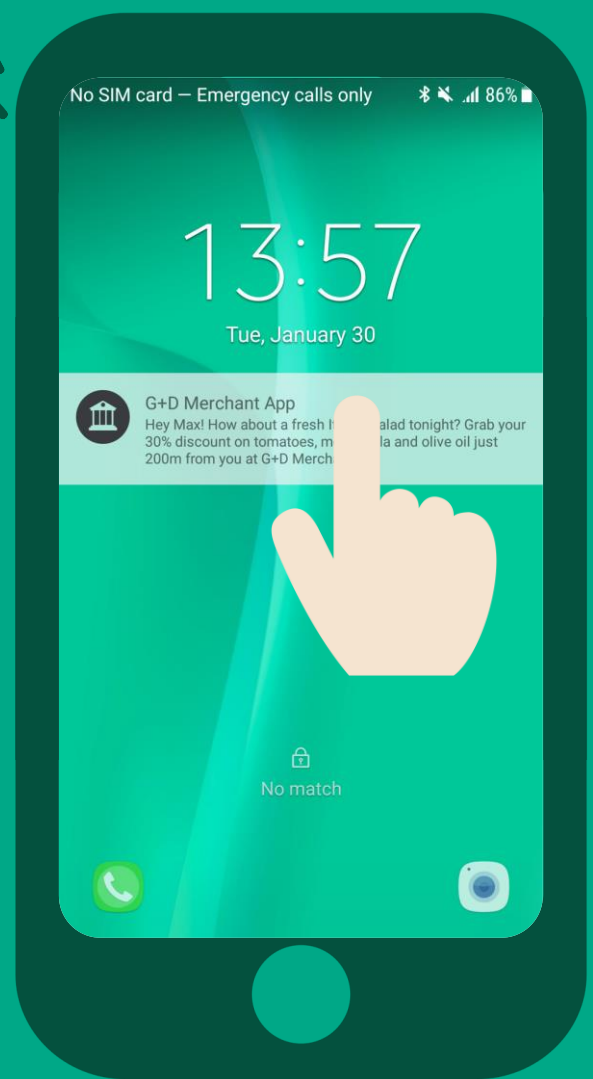 No SIM card — Emergency calls only 86%
13:57
Tue, January 30
G+D Merchant App
Hey Max! How about a fresh tonight? Grab your
30% discount on tomatoes, and olive oil just
200m from you at G+D
No match